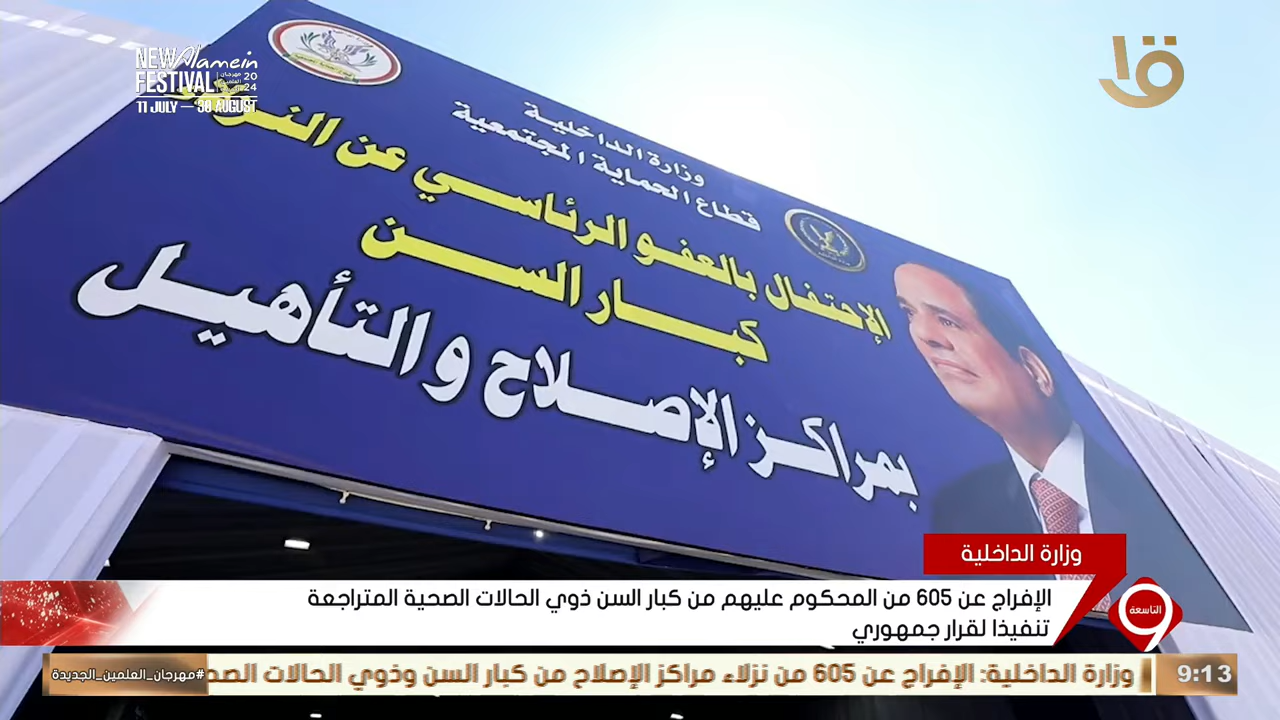 NEW Alamein
FESTIVAL
مهرجان
العلمين
2024
11 JULY — 30 AUGUST
وزارة الداخلية
قطاع الحماية المجتمعية
الإحتفال بالعفو الرئاسي عن
كبار السن
بمراكز الإصلاح والتأهيل
وزارة الداخلية
الإفراج عن 605 من المحكوم عليهم من كبار السن ذوي الحالات الصحية المتراجعة
تنفيذا لقرار جمهوري
التاسعة
9
وزارة الداخلية: الإفراج عن 605 من نزلاء مراكز الإصلاح من كبار السن وذوي الحالات
#مهرجان_العلمين_الجديدة
9:13